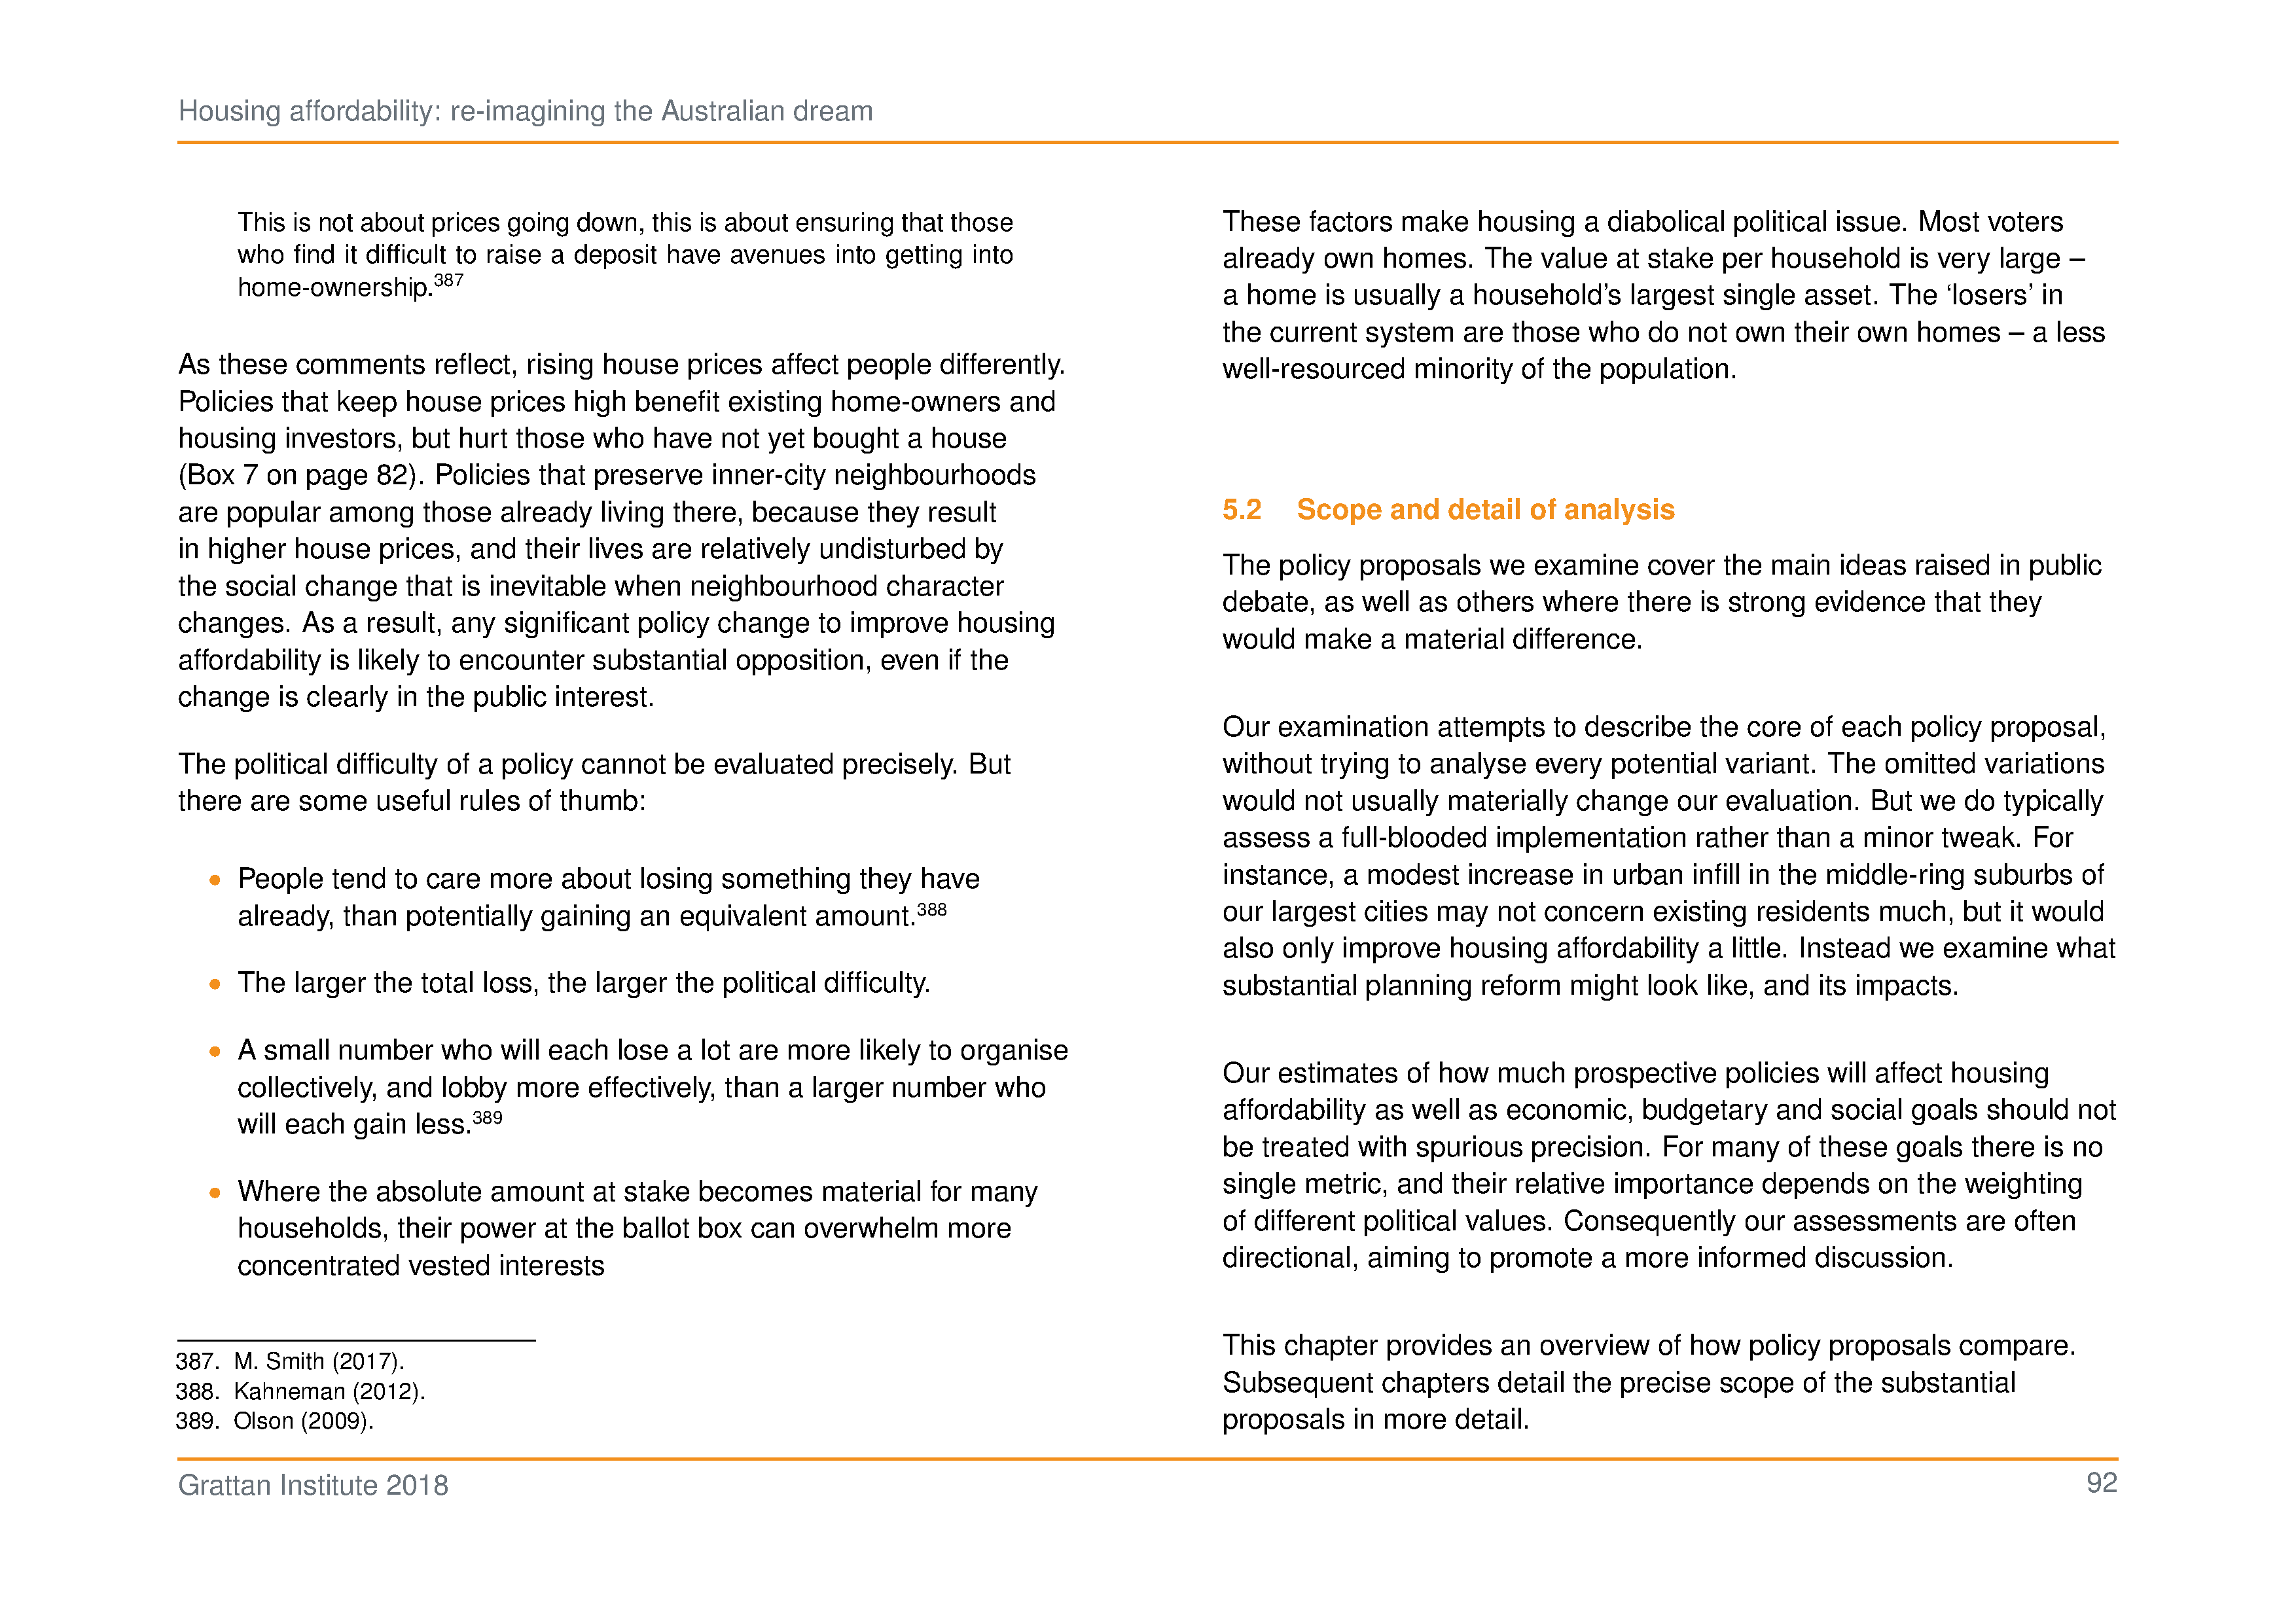 Housing affordability: re-imagining the Australian dream
This is not about prices going down, this is about ensuring that those
who find it difficult to raise a deposit have avenues into getting into
home-ownership.387
As these comments reflect, rising house prices affect people differently.
Policies that keep house prices high benefit existing home-owners and
housing investors, but hurt those who have not yet bought a house
(Box 7 on page 82). Policies that preserve inner-city neighbourhoods
are popular among those already living there, because they result
in higher house prices, and their lives are relatively undisturbed by
the social change that is inevitable when neighbourhood character
changes. As a result, any significant policy change to improve housing
affordability is likely to encounter substantial opposition, even if the
change is clearly in the public interest.
The political difficulty of a policy cannot be evaluated precisely. But
there are some useful rules of thumb:
• People tend to care more about losing something they have
already, than potentially gaining an equivalent amount.388
• The larger the total loss, the larger the political difficulty.
• A small number who will each lose a lot are more likely to organise
collectively, and lobby more effectively, than a larger number who
will each gain less.389
• Where the absolute amount at stake becomes material for many
households, their power at the ballot box can overwhelm more
concentrated vested interests
387. M. Smith (2017).
388. Kahneman (2012).
389. Olson (2009).
These factors make housing a diabolical political issue. Most voters
already own homes. The value at stake per household is very large –
a home is usually a household's largest single asset. The ‘losers’ in
the current system are those who do not own their own homes – a less
well-resourced minority of the population.
5.2 Scope and detail of analysis
The policy proposals we examine cover the main ideas raised in public
debate, as well as others where there is strong evidence that they
would make a material difference.
Our examination attempts to describe the core of each policy proposal,
without trying to analyse every potential variant. The omitted variations
would not usually materially change our evaluation. But we do typically
assess a full-blooded implementation rather than a minor tweak. For
instance, a modest increase in urban infill in the middle-ring suburbs of
our largest cities may not concern existing residents much, but it would
also only improve housing affordability a little. Instead we examine what
substantial planning reform might look like, and its impacts.
Our estimates of how much prospective policies will affect housing
affordability as well as economic, budgetary and social goals should not
be treated with spurious precision. For many of these goals there is no
single metric, and their relative importance depends on the weighting
of different political values. Consequently our assessments are often
directional, aiming to promote a more informed discussion.
This chapter provides an overview of how policy proposals compare.
Subsequent chapters detail the precise scope of the substantial
proposals in more detail.
Grattan Institute 2018
92